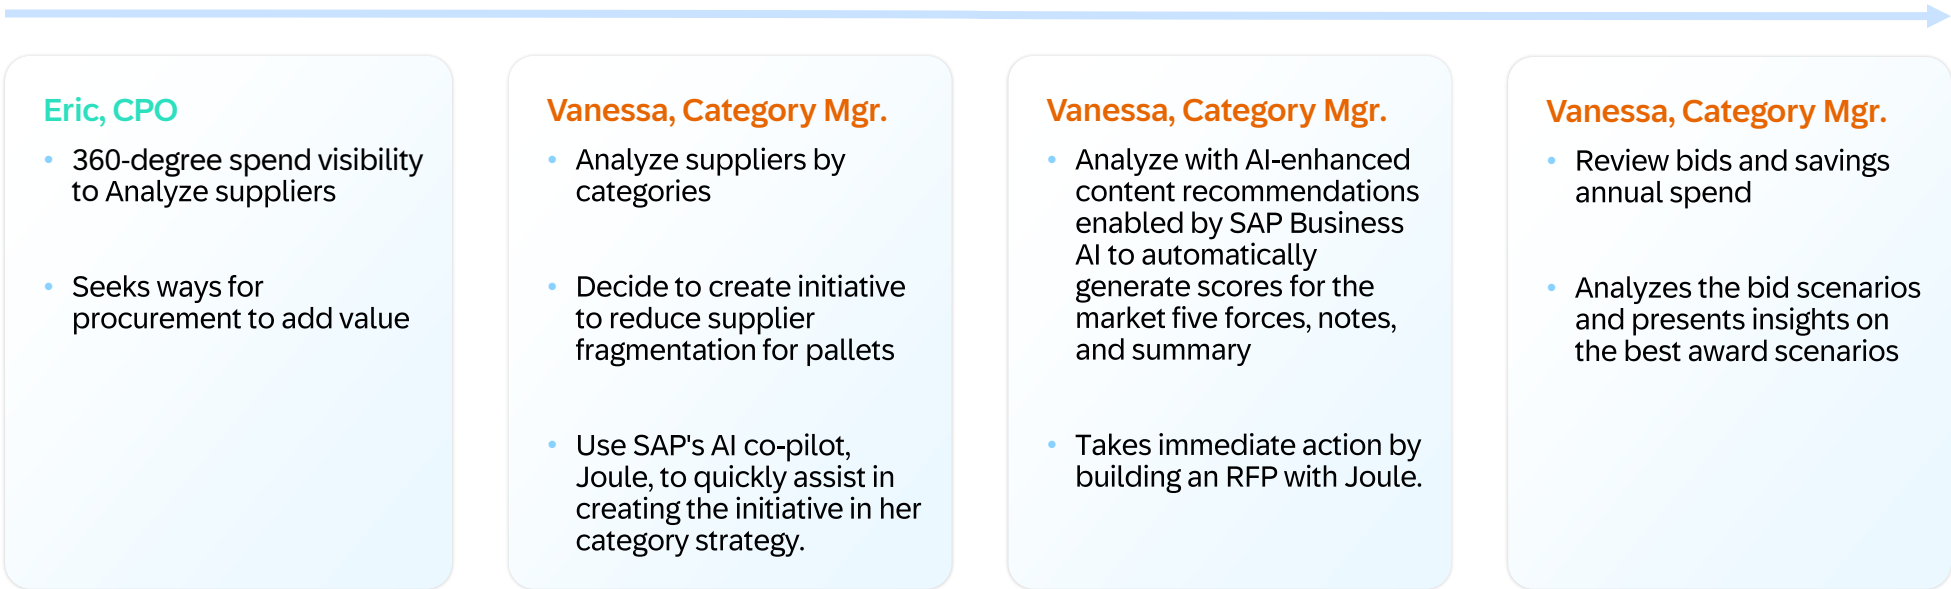 Eric, CPO
• 360-degree spend visibility
to Analyze suppliers
• Seeks ways for
procurement to add value
Vanessa, Category Mgr.
• Analyze suppliers by
categories
• Decide to create initiative
to reduce supplier
fragmentation for pallets
• Use SAP's AI co-pilot,
Joule, to quickly assist in
creating the initiative in her
category strategy.
Vanessa, Category Mgr.
• Analyze with AI-enhanced
content recommendations
enabled by SAP Business
AI to automatically
generate scores for the
market five forces, notes,
and summary
• Takes immediate action by
building an RFP with Joule.
Vanessa, Category Mgr.
• Review bids and savings
annual spend
• Analyzes the bid scenarios
and presents insights on
the best award scenarios